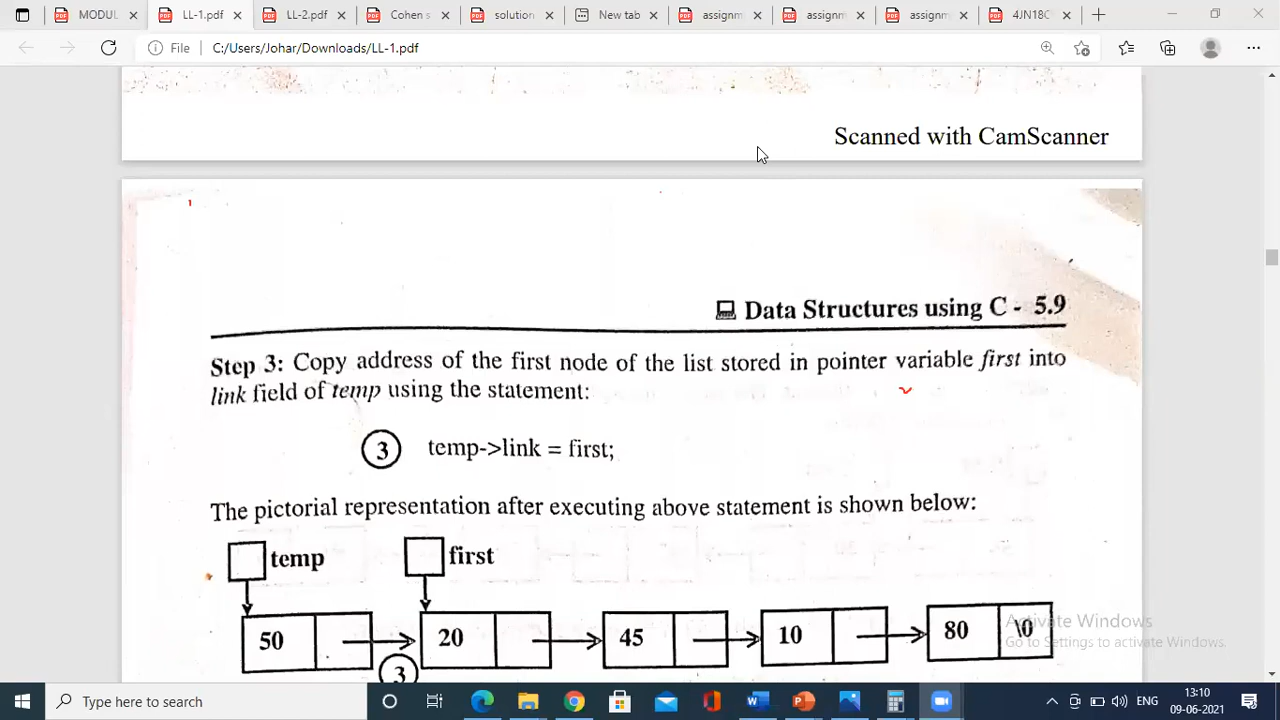 MODUL
LL-1.pdf
LL-2.pdf
Cohen s
solution
New tab
assignm
assignm
assignm
4JN18C
File
C:/Users/Johar/Downloads/LL-1.pdf
Scanned with CamScanner
Data Structures using C - 5.9
Step 3: Copy address of the first node of the list stored in pointer variable first into
link field of temp using the statement:
3 temp->link = first;
The pictorial representation after executing above statement is shown below:
temp first
50 20 45 10 80 \0
3
Activate Windows
Go to Settings to activate Windows.
Type here to search
ENG
13:10
09-06-2021